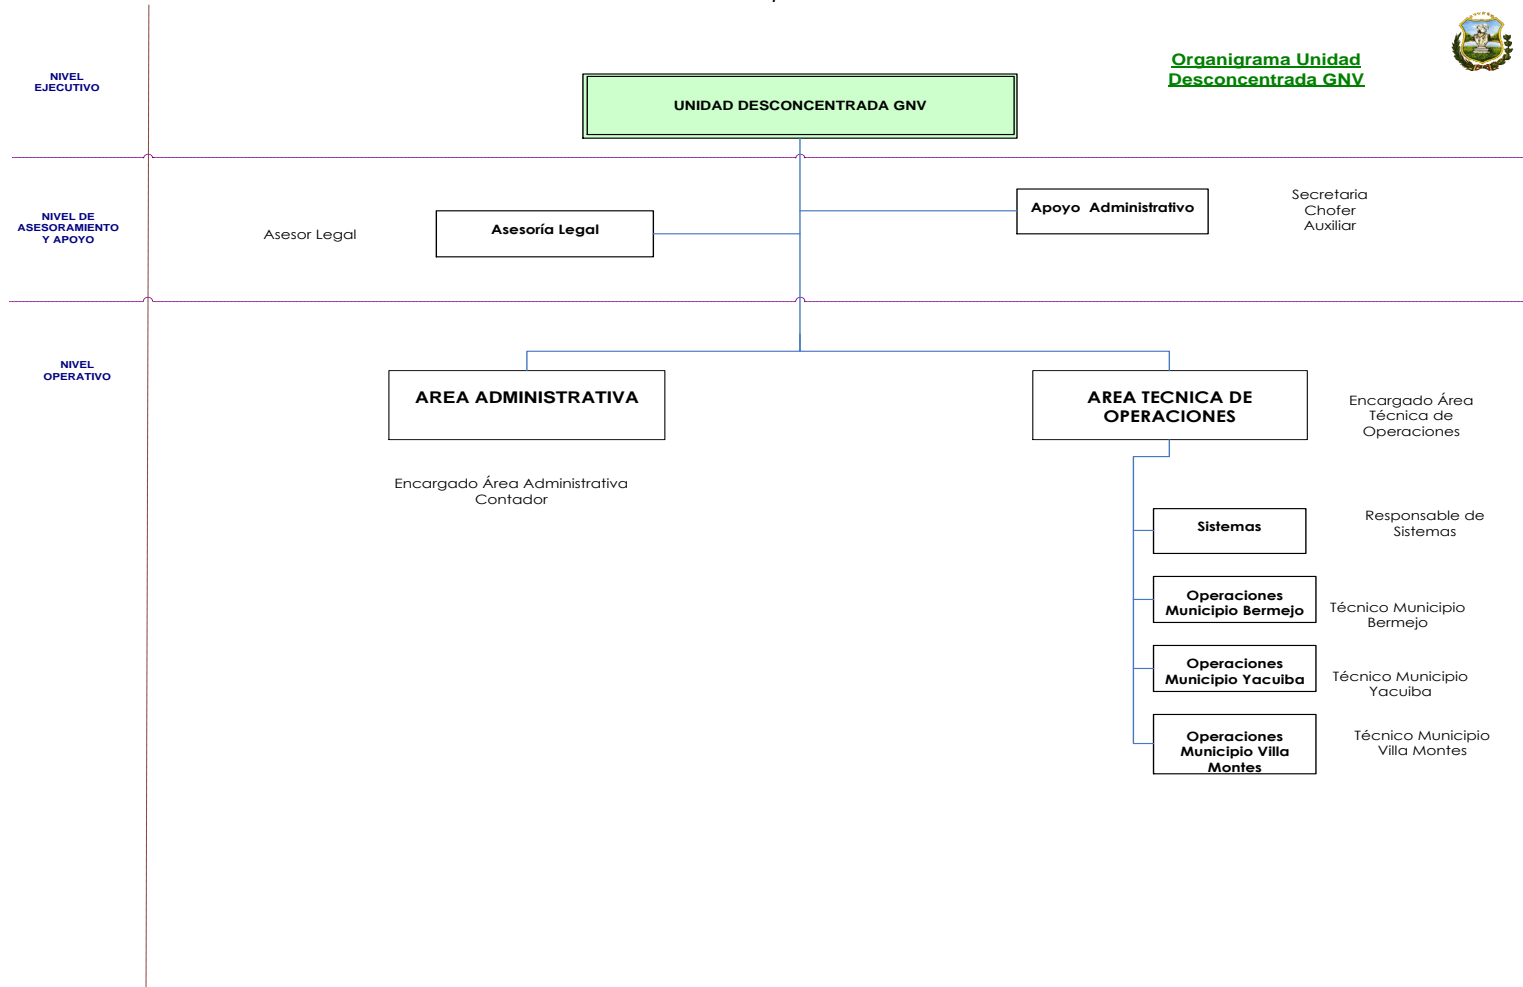 Organigrama Unidad
Desconcentrada GNV
NIVEL
EJECUTIVO
UNIDAD DESCONCENTRADA GNV
NIVEL DE
ASESORAMIENTO
Y APOYO
Asesor Legal
Asesoría Legal
Apoyo  Administrativo
Secretaria
Chofer
Auxiliar
NIVEL
OPERATIVO
AREA ADMINISTRATIVA
Encargado Área Administrativa
Contador
AREA TECNICA DE
OPERACIONES
Encargado Área
Técnica de
Operaciones
Sistemas
Responsable de
Sistemas
Operaciones
Municipio Bermejo
Técnico Municipio
Bermejo
Operaciones
Municipio Yacuiba
Técnico Municipio
Yacuiba
Operaciones
Municipio Villa
Montes
Técnico Municipio
Villa Montes